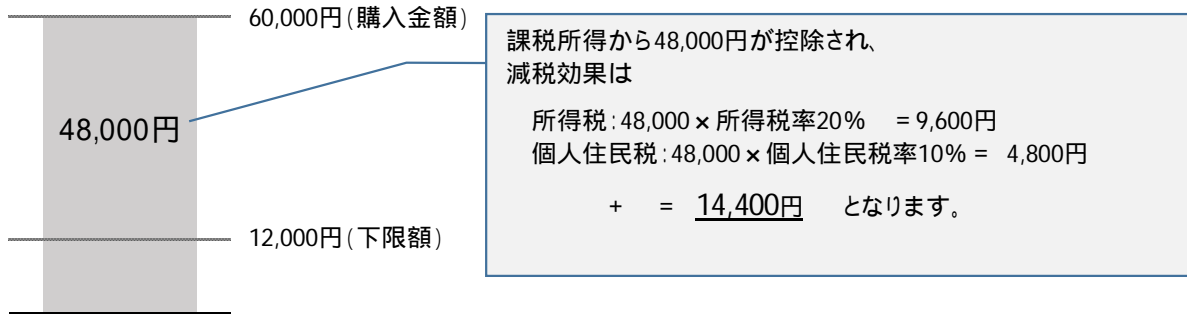 60,000円(購入金額)
48,000円
12,000円(下限額)
課税所得から48,000円が控除され、
減税効果は
所得税:48,000×所得税率20% = 9,600円
個人住民税:48,000×個人住民税率10% = 4,800円
+ = 14,400円 となります。